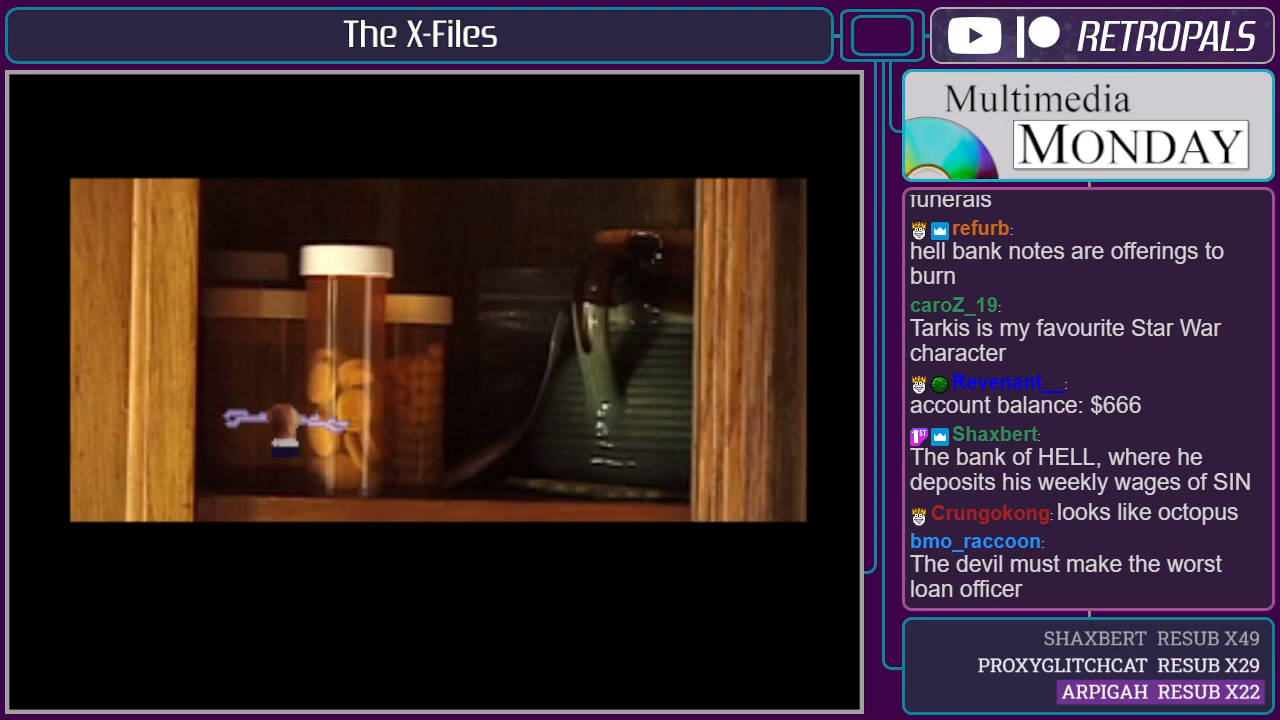 The X-Files
RETROPALS
Multimedia
MONDAY
funerals
refurb:
hell bank notes are offerings to
burn
caroZ_19:
Tarkis is my favourite Star War
character
Revenant__:
account balance: $666
1ST Shaxbert:
The bank of HELL, where he
deposits his weekly wages of SIN
Crungokong: looks like octopus
bmo_raccoon:
The devil must make the worst
loan officer
SHAXBERT RESUB X49
PROXYGLITCHCAT RESUB X29
ARPIGAH RESUB X22